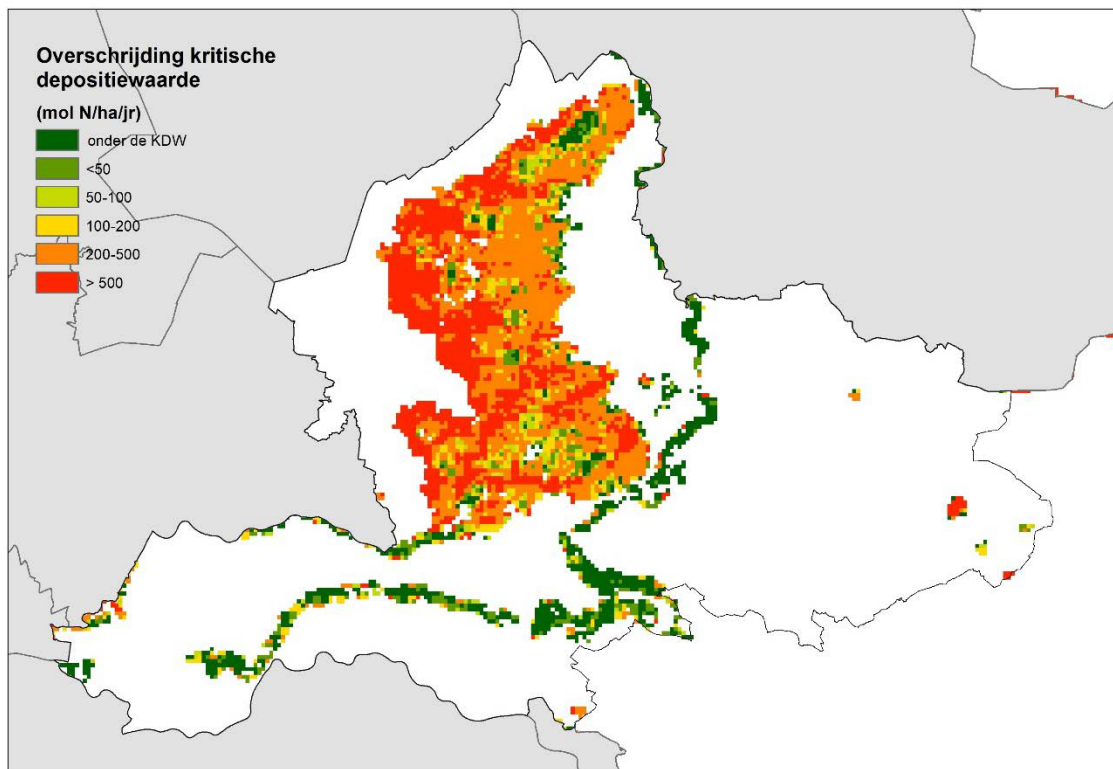 Overschrijding kritische
depositiewaarde
(mol N/ha/jr)
onder de KDW
<50
50-100
100-200
200-500
> 500